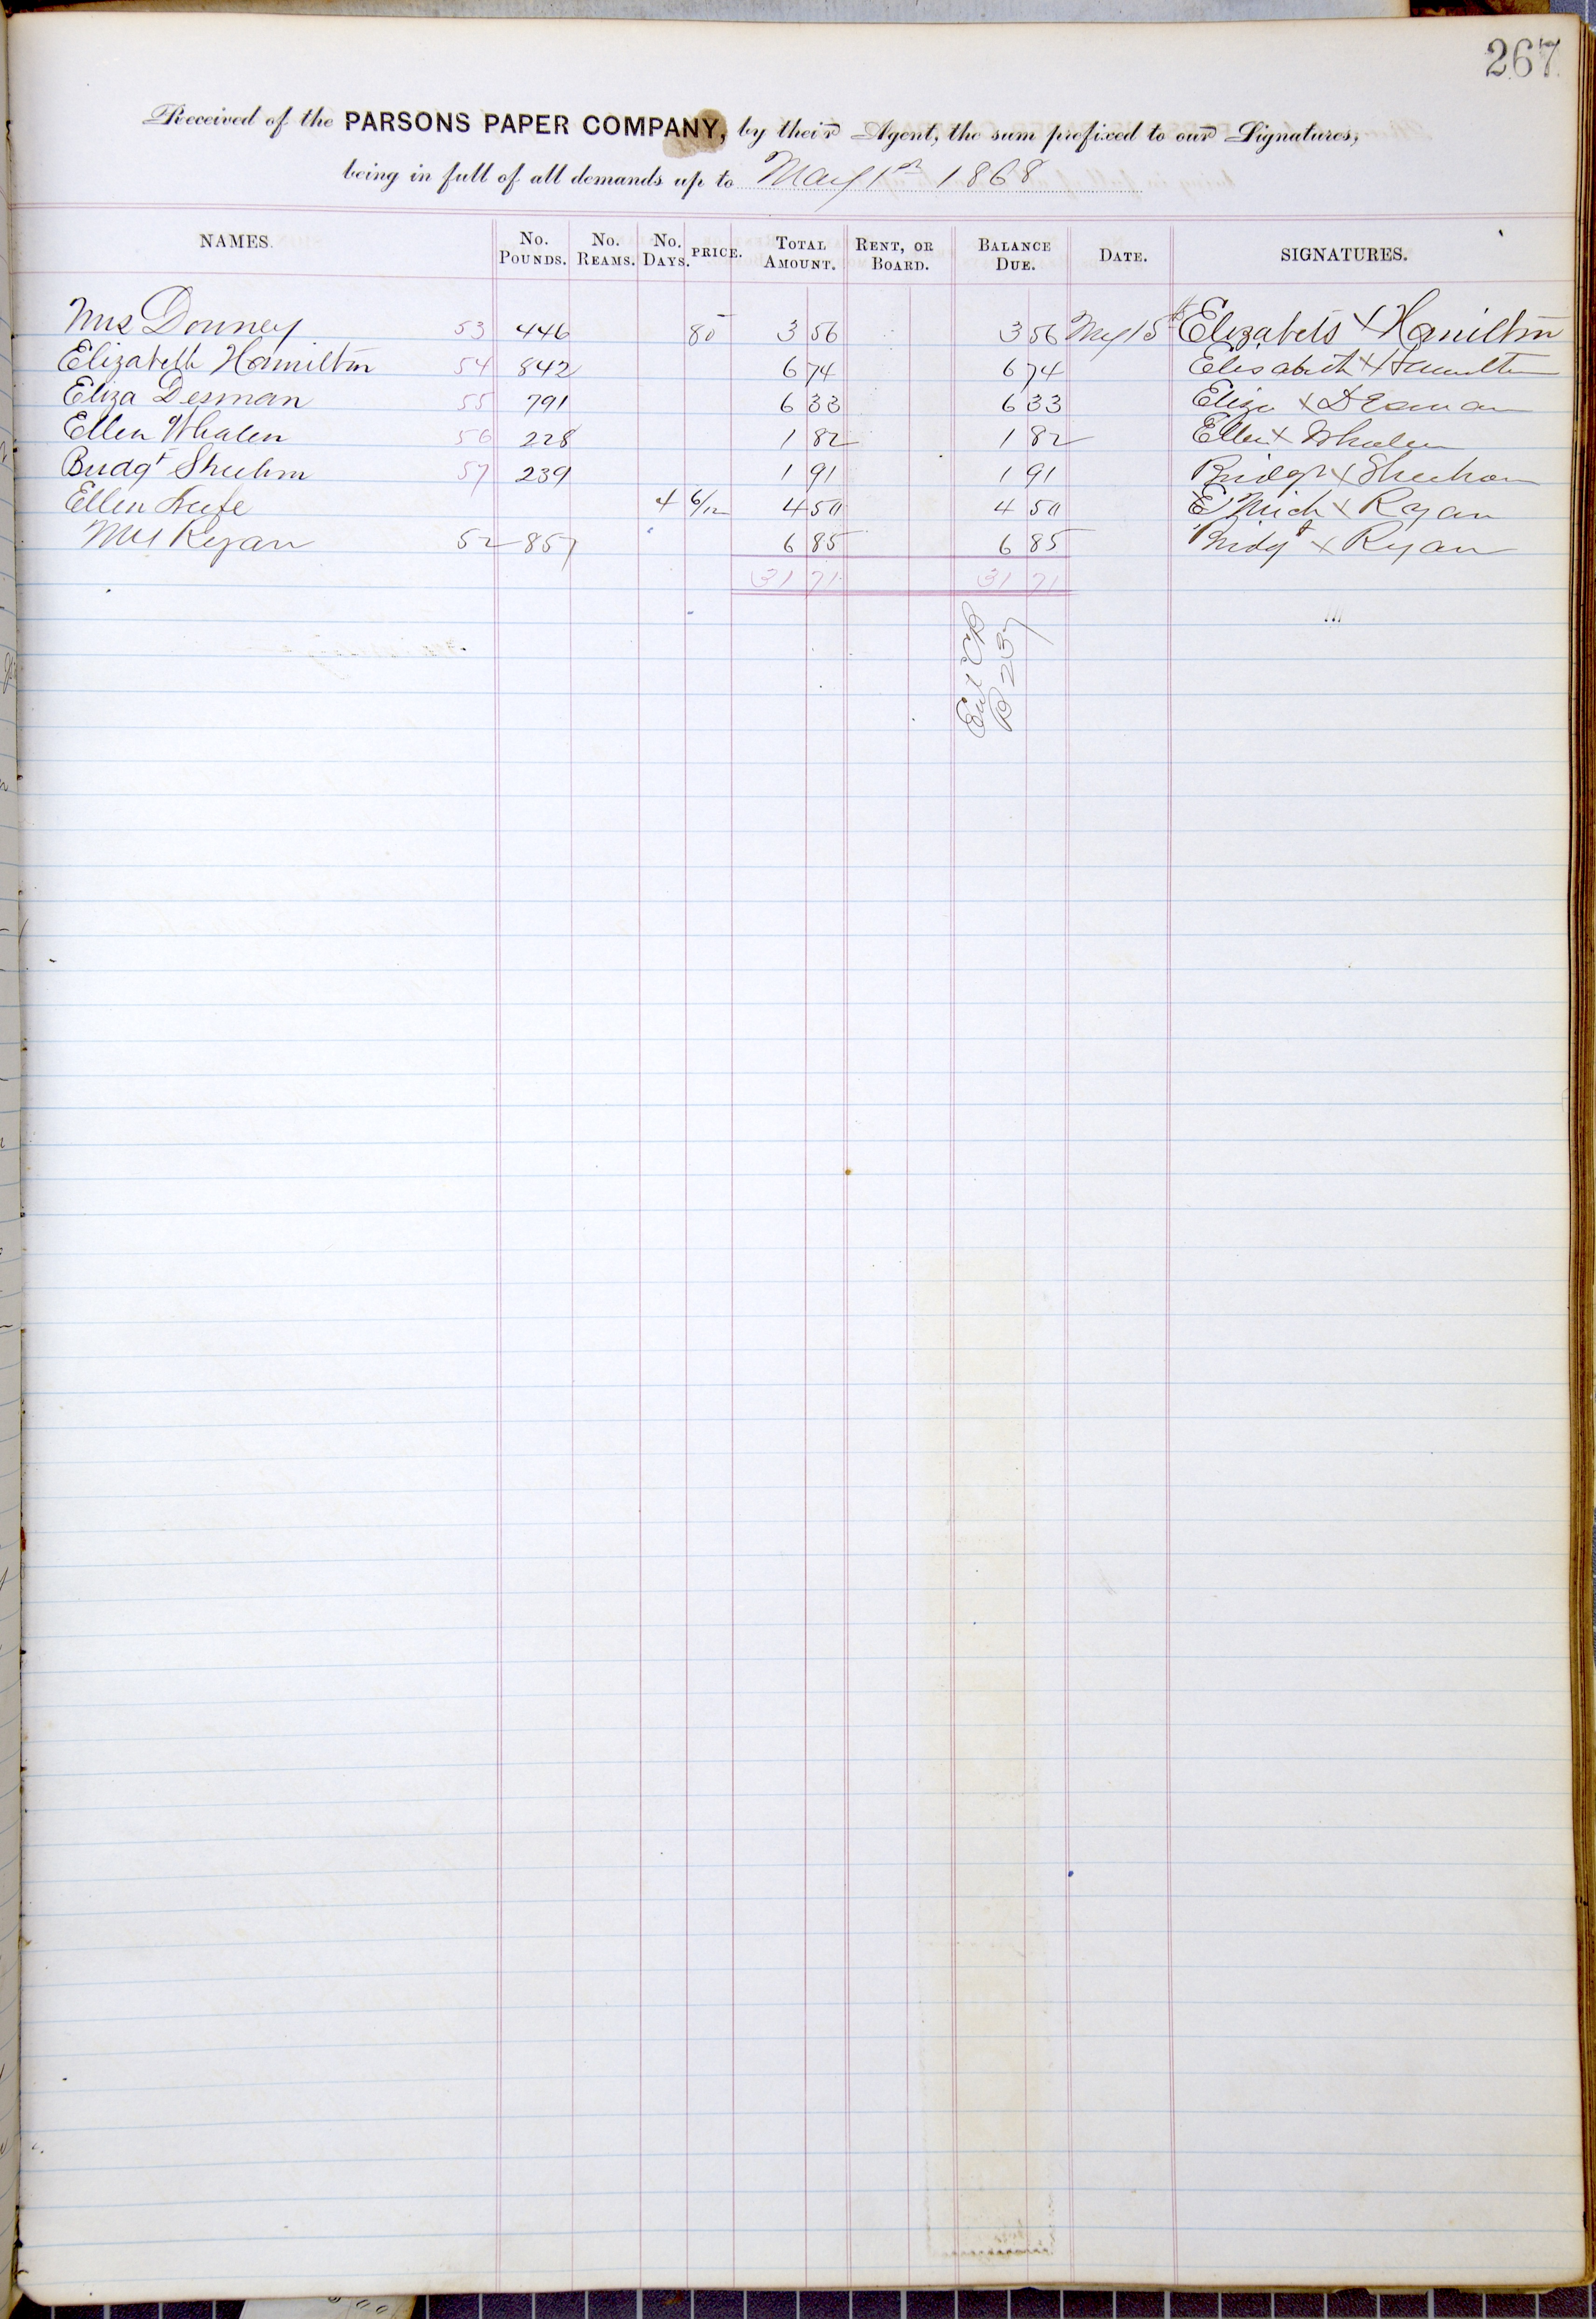 267
Received of the PARSONS PAPER COMPANY, by their Agent, the sum prefixed to our Signatures,
being in full of all demands up to May 1st 1868
NAMES. No. POUNDS. No. REAMS. No. DAYS. PRICE. TOTAL AMOUNT. RENT, OR BOARD. BALANCE DUE. DATE. SIGNATURES.
Mrs Downey 53 446 80 3 56 3 56 May 15th Elizabeth X Hamilton
Elizabeth Hamilton 54 842 6 74 6 74 Elisabeth X Hamilton
Eliza Desman 55 791 6 33 6 33 Eliza X Desman
Ellen Whalen 56 228 1 82 1 82 Ellen X Whalen
Bridgt Sheehan 57 239 1 91 1 91 Bridgt X Sheehan
Ellen 4 6/12 4 50 4 50 E Mich X Ryan
Mrs Ryan 52 857 6 85 6 85 Bridgt X Ryan
31 71 31 71
Ent CB
P 237